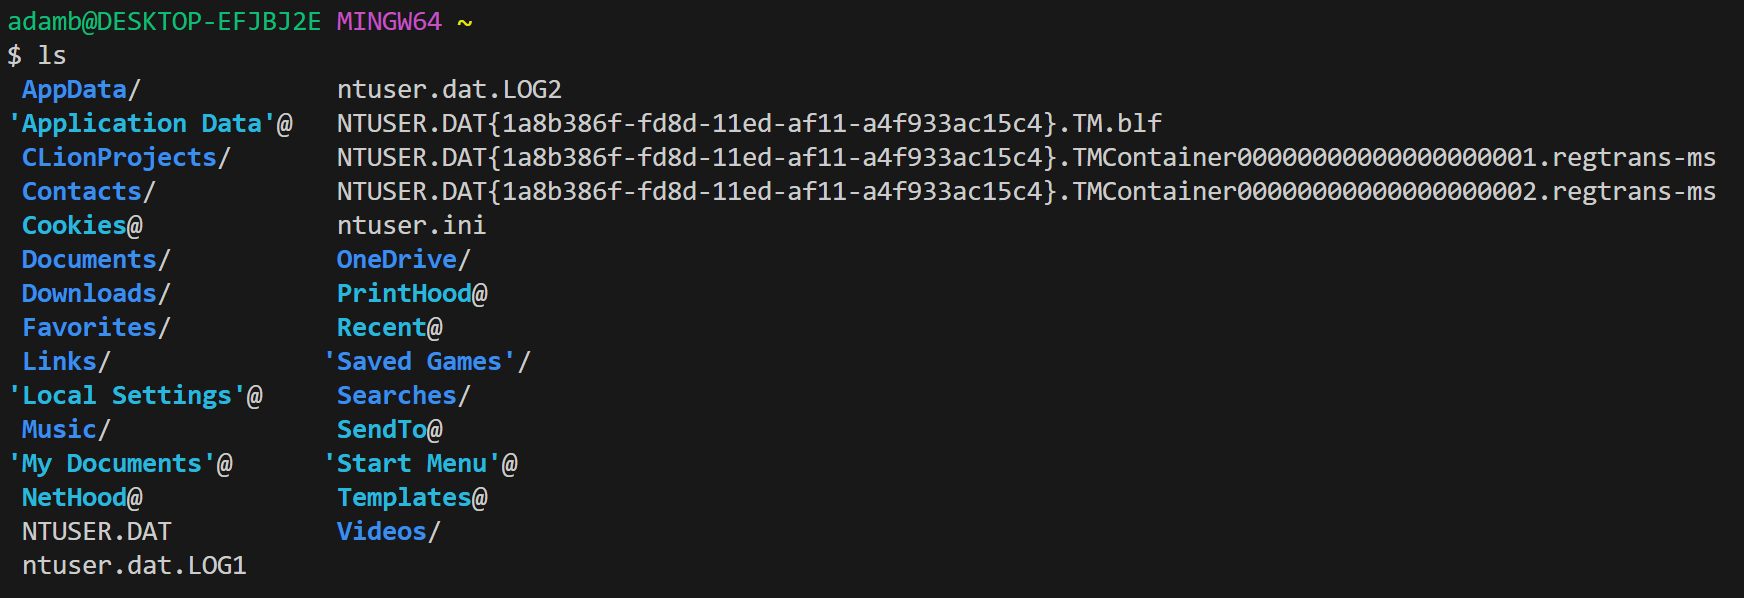 adamb@DESKTOP-EFJBJ2E MINGW64 ~
$ ls
 AppData/             ntuser.dat.LOG2
'Application Data'@   NTUSER.DAT{1a8b386f-fd8d-11ed-af11-a4f933ac15c4}.TM.blf
 CLionProjects/       NTUSER.DAT{1a8b386f-fd8d-11ed-af11-a4f933ac15c4}.TMContainer00000000000000000001.regtrans-ms
 Contacts/            NTUSER.DAT{1a8b386f-fd8d-11ed-af11-a4f933ac15c4}.TMContainer00000000000000000002.regtrans-ms
 Cookies@             ntuser.ini
 Documents/           OneDrive/
 Downloads/           PrintHood@
 Favorites/           Recent@
 Links/              'Saved Games'/
'Local Settings'@     Searches/
 Music/               SendTo@
'My Documents'@      'Start Menu'@
 NetHood@             Templates@
 NTUSER.DAT           Videos/
 ntuser.dat.LOG1